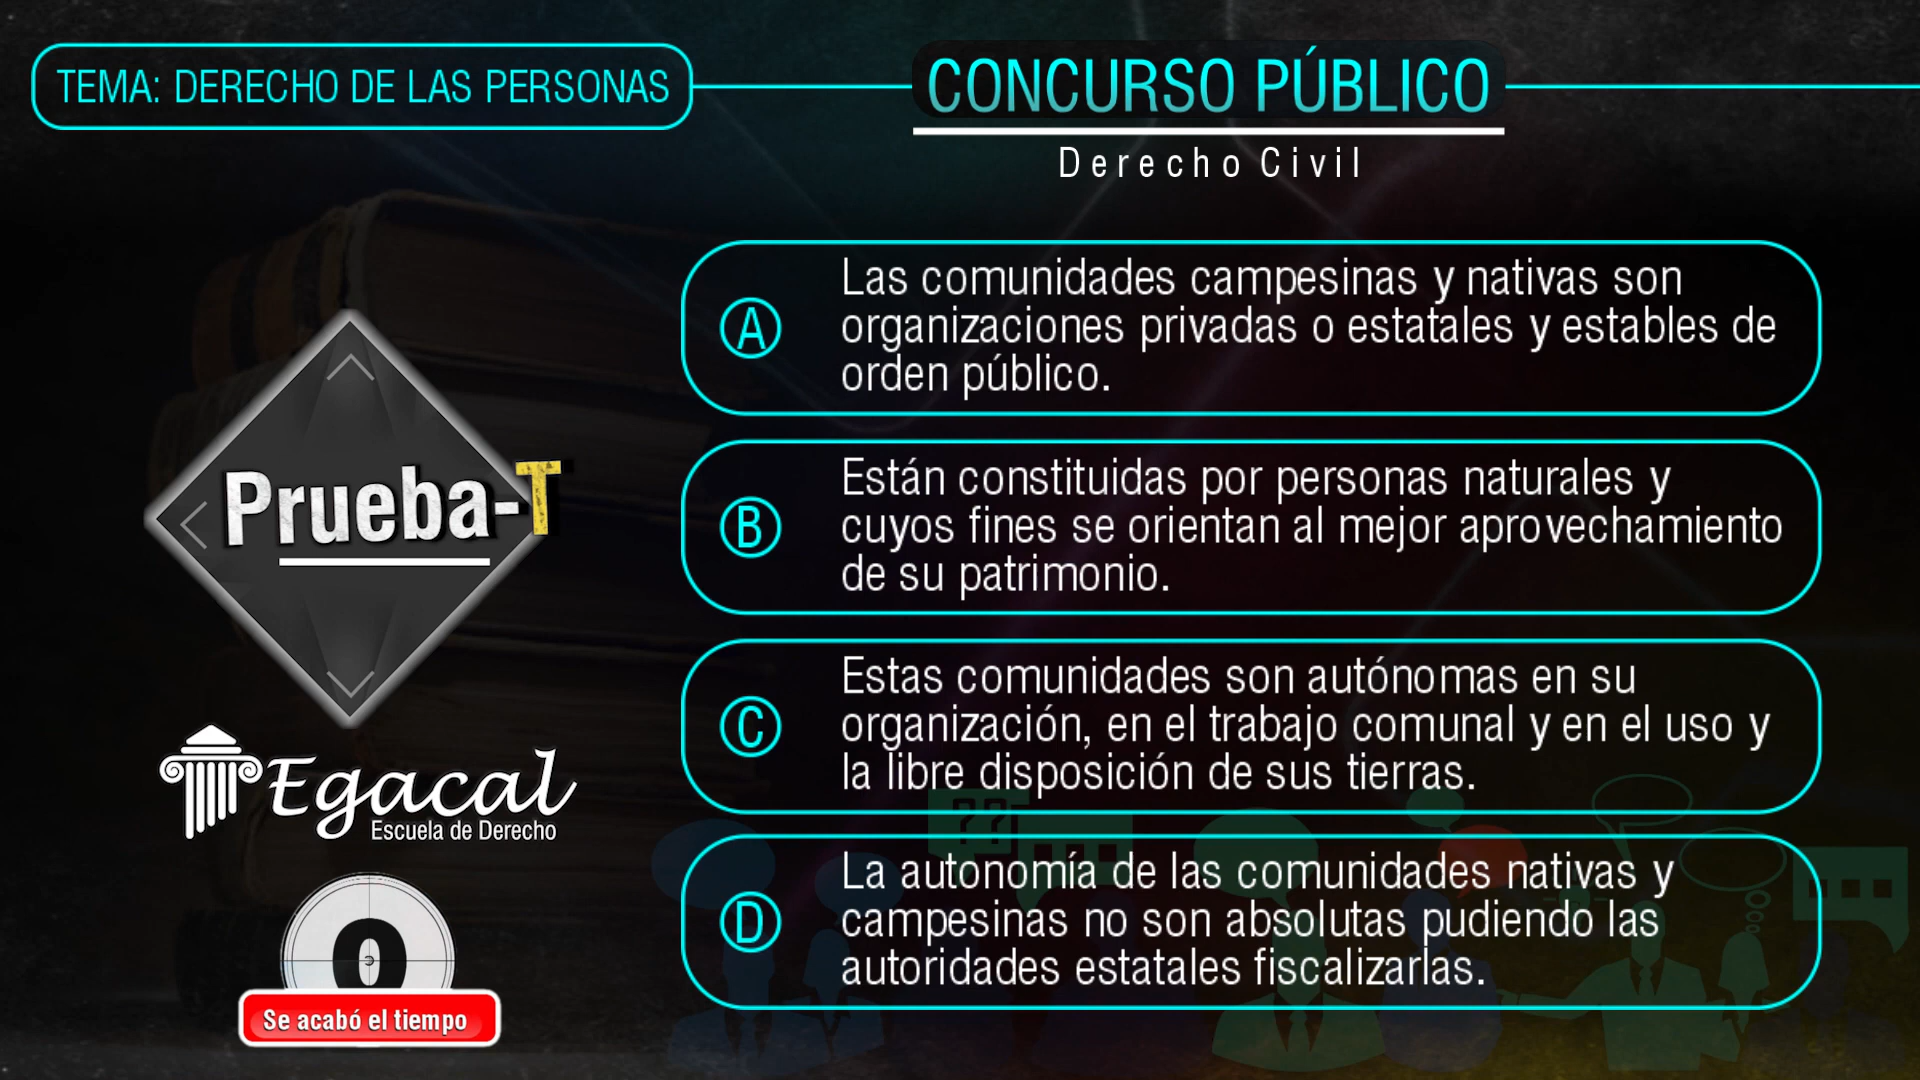 TEMA: DERECHO DE LAS PERSONAS
CONCURSO PÚBLICO
Derecho Civil
A
Las comunidades campesinas y nativas son
organizaciones privadas o estatales y estables de
orden público.
B
Están constituidas por personas naturales y
cuyos fines se orientan al mejor aprovechamiento
de su patrimonio.
C
Estas comunidades son autónomas en su
organización, en el trabajo comunal y en el uso y
la libre disposición de sus tierras.
D
La autonomía de las comunidades nativas y
campesinas no son absolutas pudiendo las
autoridades estatales fiscalizarlas.
Prueba-T
Egacal
Escuela de Derecho
0
Se acabó el tiempo
??